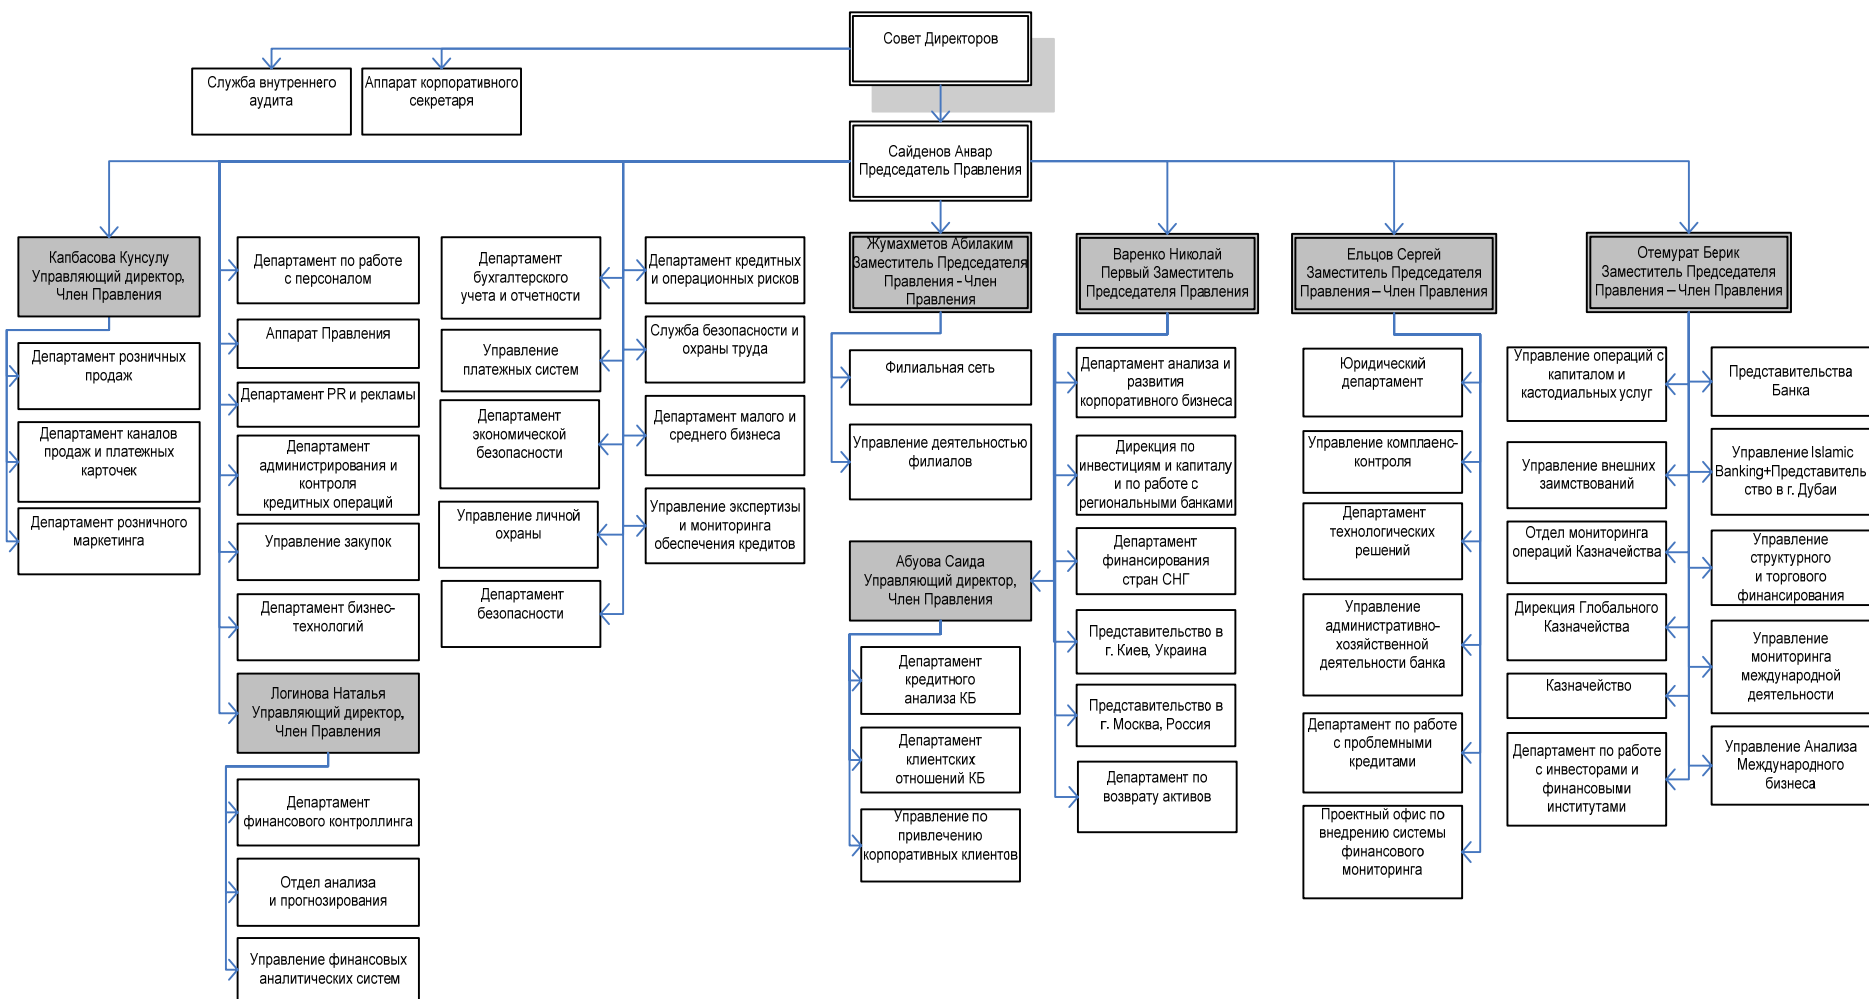 Совет Директоров
Служба внутреннего
аудита
Аппарат корпоративного
секретаря
Сайденов Анвар
Председатель Правления
Капбасова Кунсулу
Управляющий директор,
Член Правления
Департамент розничных
продаж
Департамент каналов
продаж и платежных
карточек
Департамент розничного
маркетинга
Департамент по работе
с персоналом
Аппарат Правления
Департамент PR и рекламы
Департамент
администрирования и
контроля
кредитных операций
Управление закупок
Департамент бизнес-
технологий
Логинова Наталья
Управляющий директор,
Член Правления
Департамент
финансового контроллинга
Отдел анализа
и прогнозирования
Управление финансовых
аналитических систем
Департамент
бухгалтерского
учета и отчетности
Управление
платежных систем
Департамент
экономической
безопасности
Управление личной
охраны
Департамент
безопасности
Департамент кредитных
и операционных рисков
Служба безопасности и
охраны труда
Департамент малого и
среднего бизнеса
Управление экспертизы
и мониторинга
обеспечения кредитов
Жумахметов Абилаким
Заместитель Председателя
Правления - Член
Правления
Филиальная сеть
Управление деятельностью
филиалов
Абуова Саида
Управляющий директор,
Член Правления
Департамент
кредитного
анализа КБ
Департамент
клиентских
отношений КБ
Управление по
привлечению
корпоративных клиентов
Варенко Николай
Первый Заместитель
Председателя Правления
Департамент анализа и
развития
корпоративного бизнеса
Дирекция по
инвестициям и капиталу
и по работе с
региональными банками
Департамент
финансирования
стран СНГ
Представительство в
г. Киев, Украина
Представительство в
г. Москва, Россия
Департамент по
возврату активов
Ельцов Сергей
Заместитель Председателя
Правления – Член Правления
Юридический
департамент
Управление комплаенс-
контроля
Департамент
технологических
решений
Управление
административно-
хозяйственной
деятельности банка
Департамент по работе
с проблемными
кредитами
Проектный офис по
внедрению системы
финансового
мониторинга
Отемурат Берик
Заместитель Председателя
Правления – Член Правления
Управление операций с
капиталом и
кастодиальных услуг
Управление внешних
заимствований
Отдел мониторинга
операций Казначейства
Дирекция Глобального
Казначейства
Казначейство
Департамент по работе
с инвесторами и
финансовыми
институтами
Представительства
Банка
Управление Islamic
Banking+Представитель
ство в г. Дубаи
Управление
структурного
и торгового
финансирования
Управление
мониторинга
международной
деятельности
Управление Анализа
Международного
бизнеса